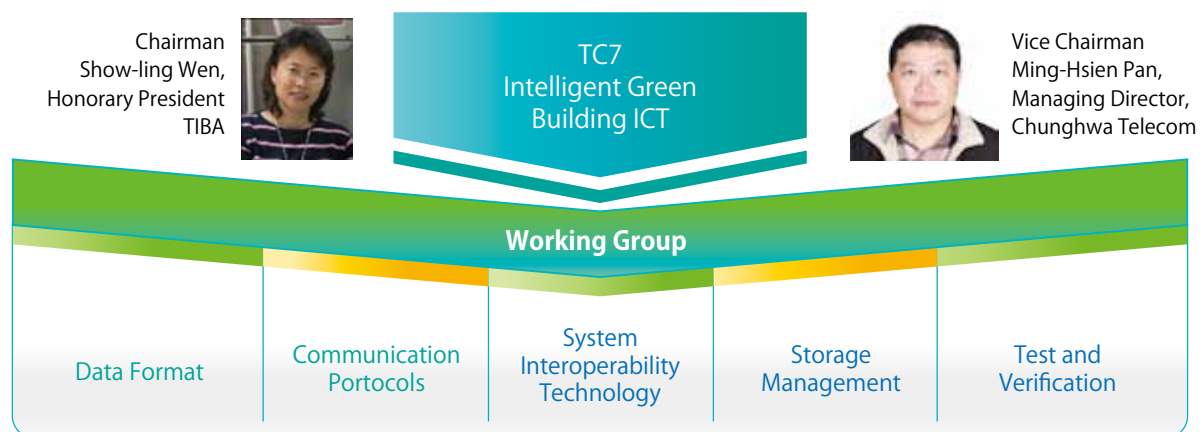 Chairman
Show-ling Wen,
Honorary President
TIBA
TC7
Intelligent Green
Building ICT
Vice Chairman
Ming-Hsien Pan,
Managing Director,
Chunghwa Telecom
Working Group
Data Format
Communication
Portocols
System
Interoperability
Technology
Storage
Management
Test and
Verification